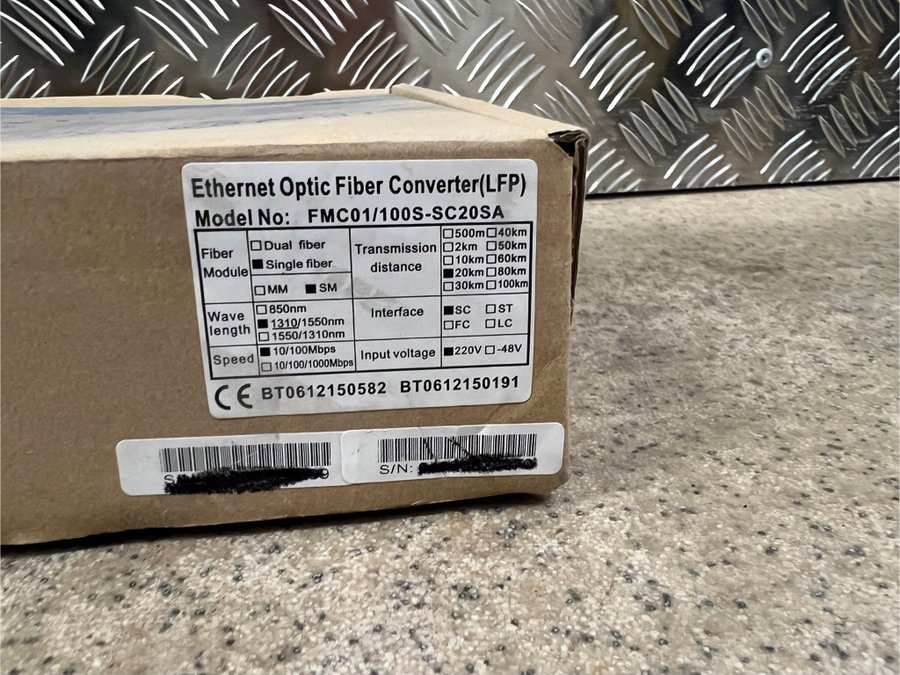 Ethernet Optic Fiber Converter(LFP)
Model No: FMC01/100S-SC20SA
Fiber Module
□Dual fiber
■Single fiber
□MM ■SM
Wave length
□850nm
■1310/1550nm
□1550/1310nm
Speed
■10/100Mbps
□10/100/1000Mbps
Transmission distance
□500m□40km
□2km □50km
□10km□60km
■20km□80km
□30km□100km
Interface
■SC □ST
□FC □LC
Input voltage
■220V□-48V
CE BT0612150582 BT0612150191
S/N: